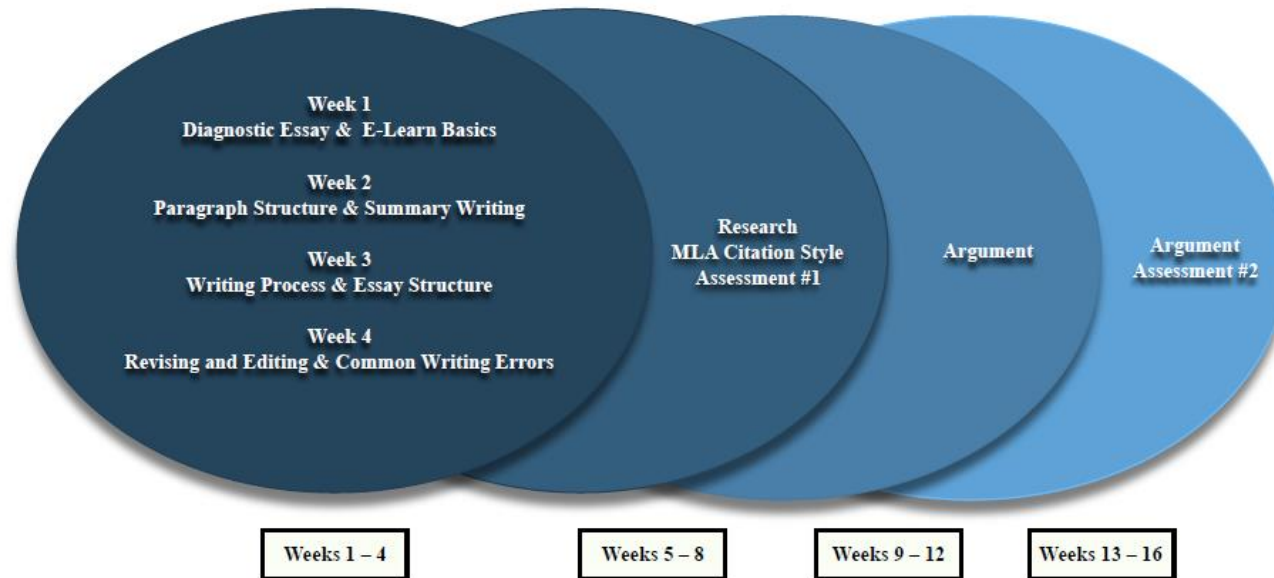 Week 1
Diagnostic Essay & E-Learn Basics
Week 2
Paragraph Structure & Summary Writing
Week 3
Writing Process & Essay Structure
Week 4
Revising and Editing & Common Writing Errors
Research
MLA Citation Style
Assessment #1
Argument
Argument
Assessment #2
Weeks 1 – 4
Weeks 5 – 8
Weeks 9 – 12
Weeks 13 – 16